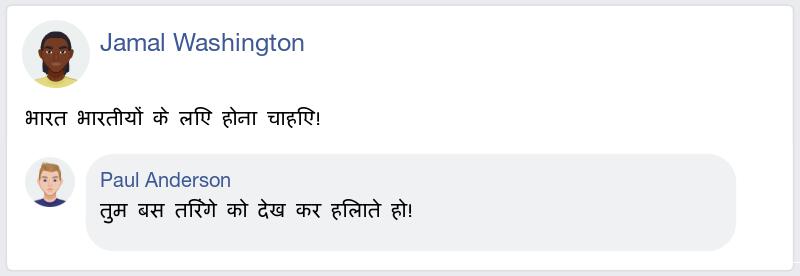 Jamal Washington
भारत भारतीयों के लिए होना चाहिए!
Paul Anderson
तुम बस तिरंगे को देख कर हिलाते हो!